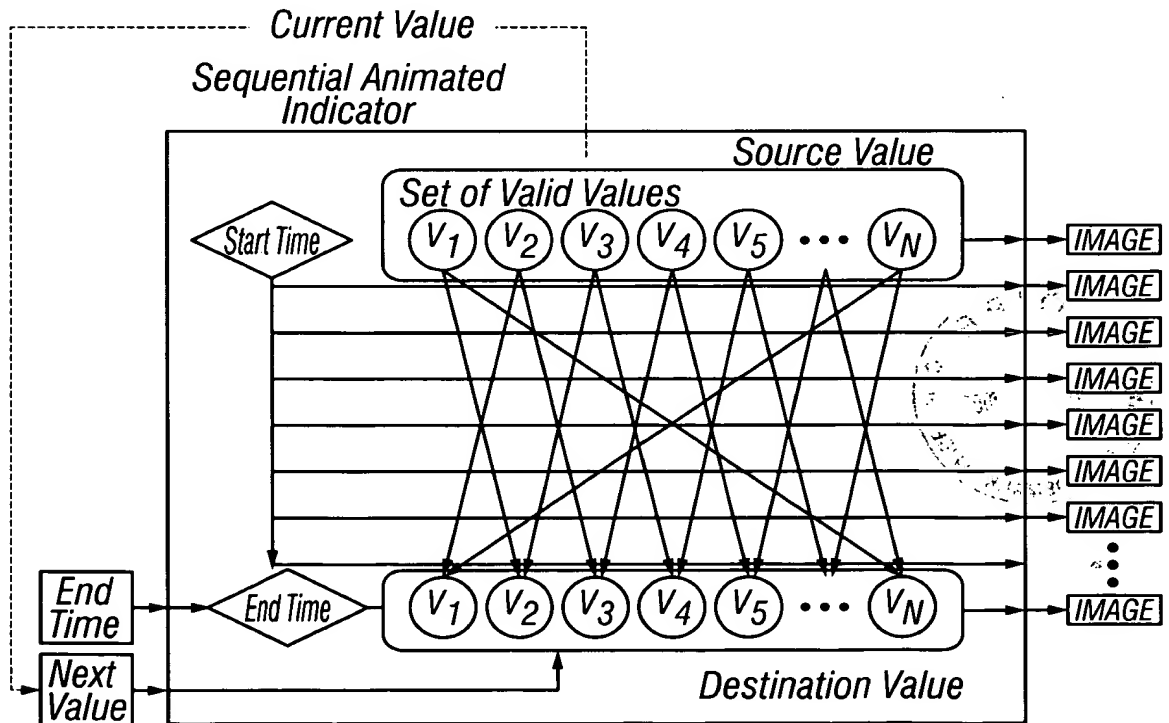 Current Value
Sequential Animated
Indicator
Source Value
Set of Valid Values
Start Time
V1 V2 V3 V4 V5 ••• VN
IMAGE
IMAGE
IMAGE
IMAGE
IMAGE
IMAGE
IMAGE
End
Time
End Time
V1 V2 V3 V4 V5 ••• VN
IMAGE
Next
Value
Destination Value